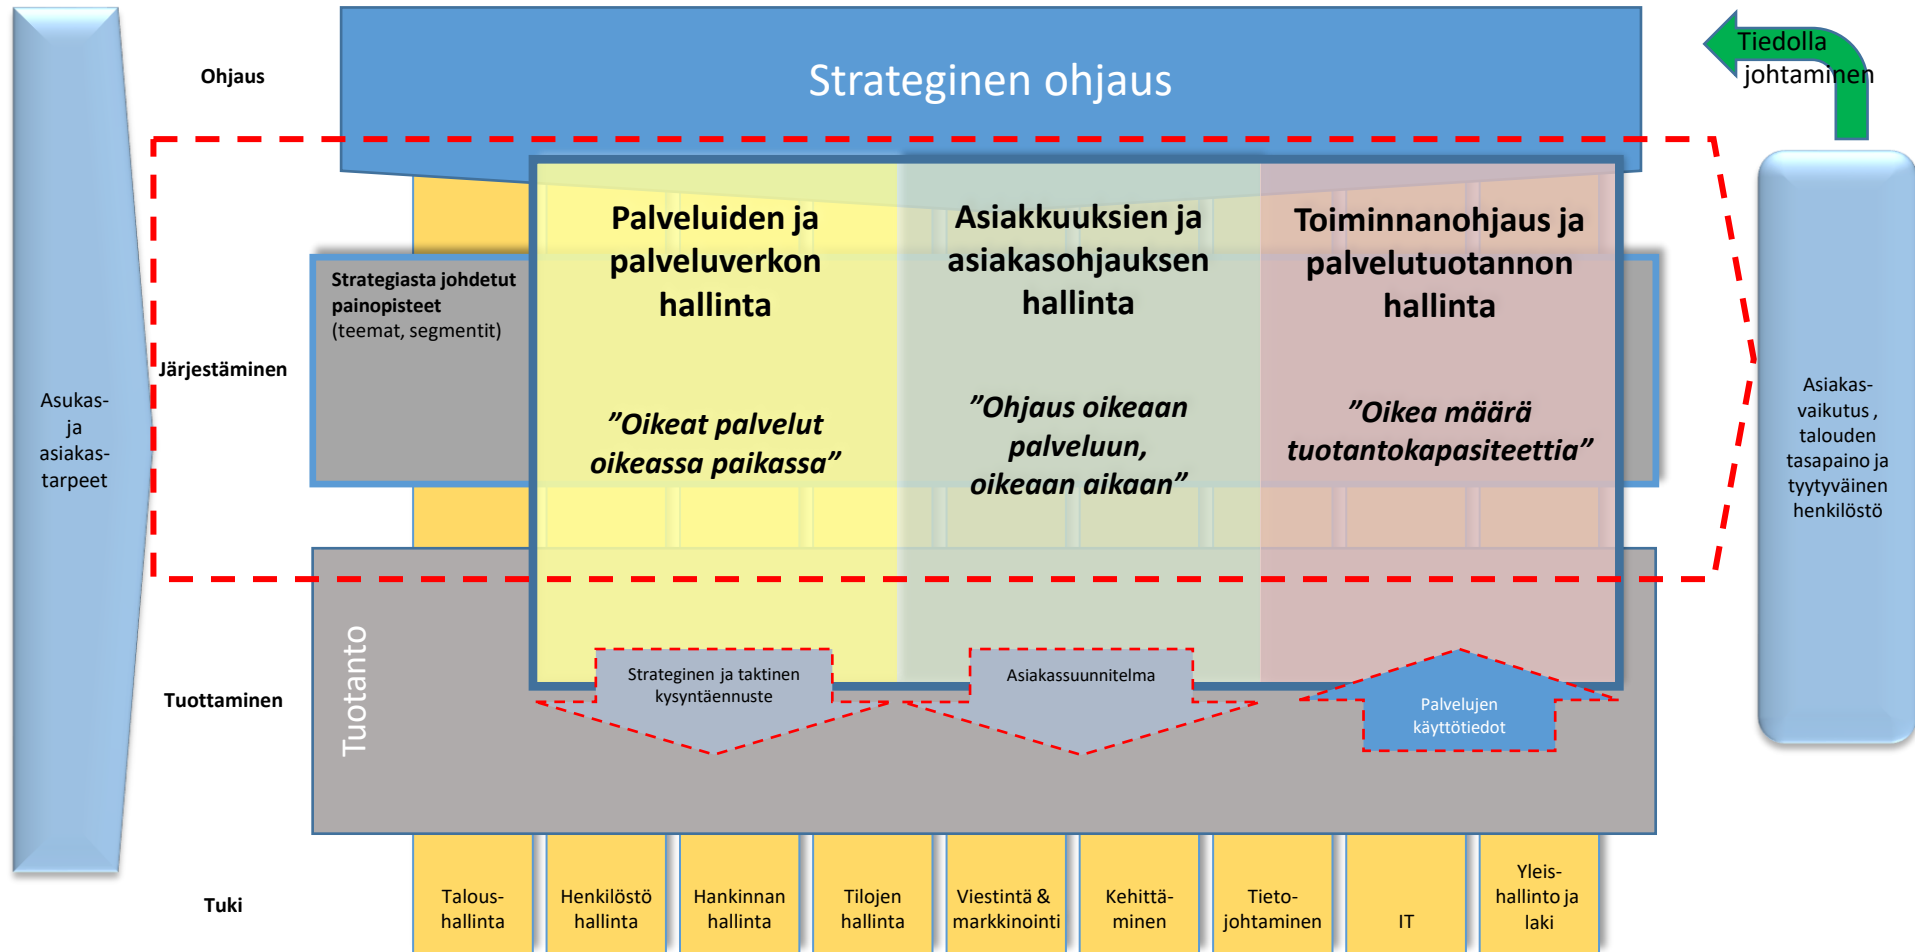 Ohjaus
Strateginen ohjaus
Tiedolla
johtaminen
Palveluiden ja
palveluverkon
hallinta
Asiakkuuksien ja
asiakasohjauksen
hallinta
Toiminnanohjaus ja
palvelutuotannon
hallinta
Strategiasta johdetut
painopisteet
(teemat, segmentit)
Järjestäminen
Asukas-
ja
asiakas-
tarpeet
”Oikeat palvelut
oikeassa paikassa”
”Ohjaus oikeaan
palveluun,
oikeaan aikaan”
”Oikea määrä
tuotantokapasiteettia”
Asiakas-
vaikutus ,
talouden
tasapaino ja
tyytyväinen
henkilöstö
Tuottaminen
Tuotanto
Strateginen ja taktinen
kysyntäennuste
Asiakassuunnitelma
Palvelujen
käyttötiedot
Tuki
Talous-
hallinta
Henkilöstö
hallinta
Hankinnan
hallinta
Tilojen
hallinta
Viestintä &
markkinointi
Kehittä-
minen
Tieto-
johtaminen
IT
Yleis-
hallinto ja
laki